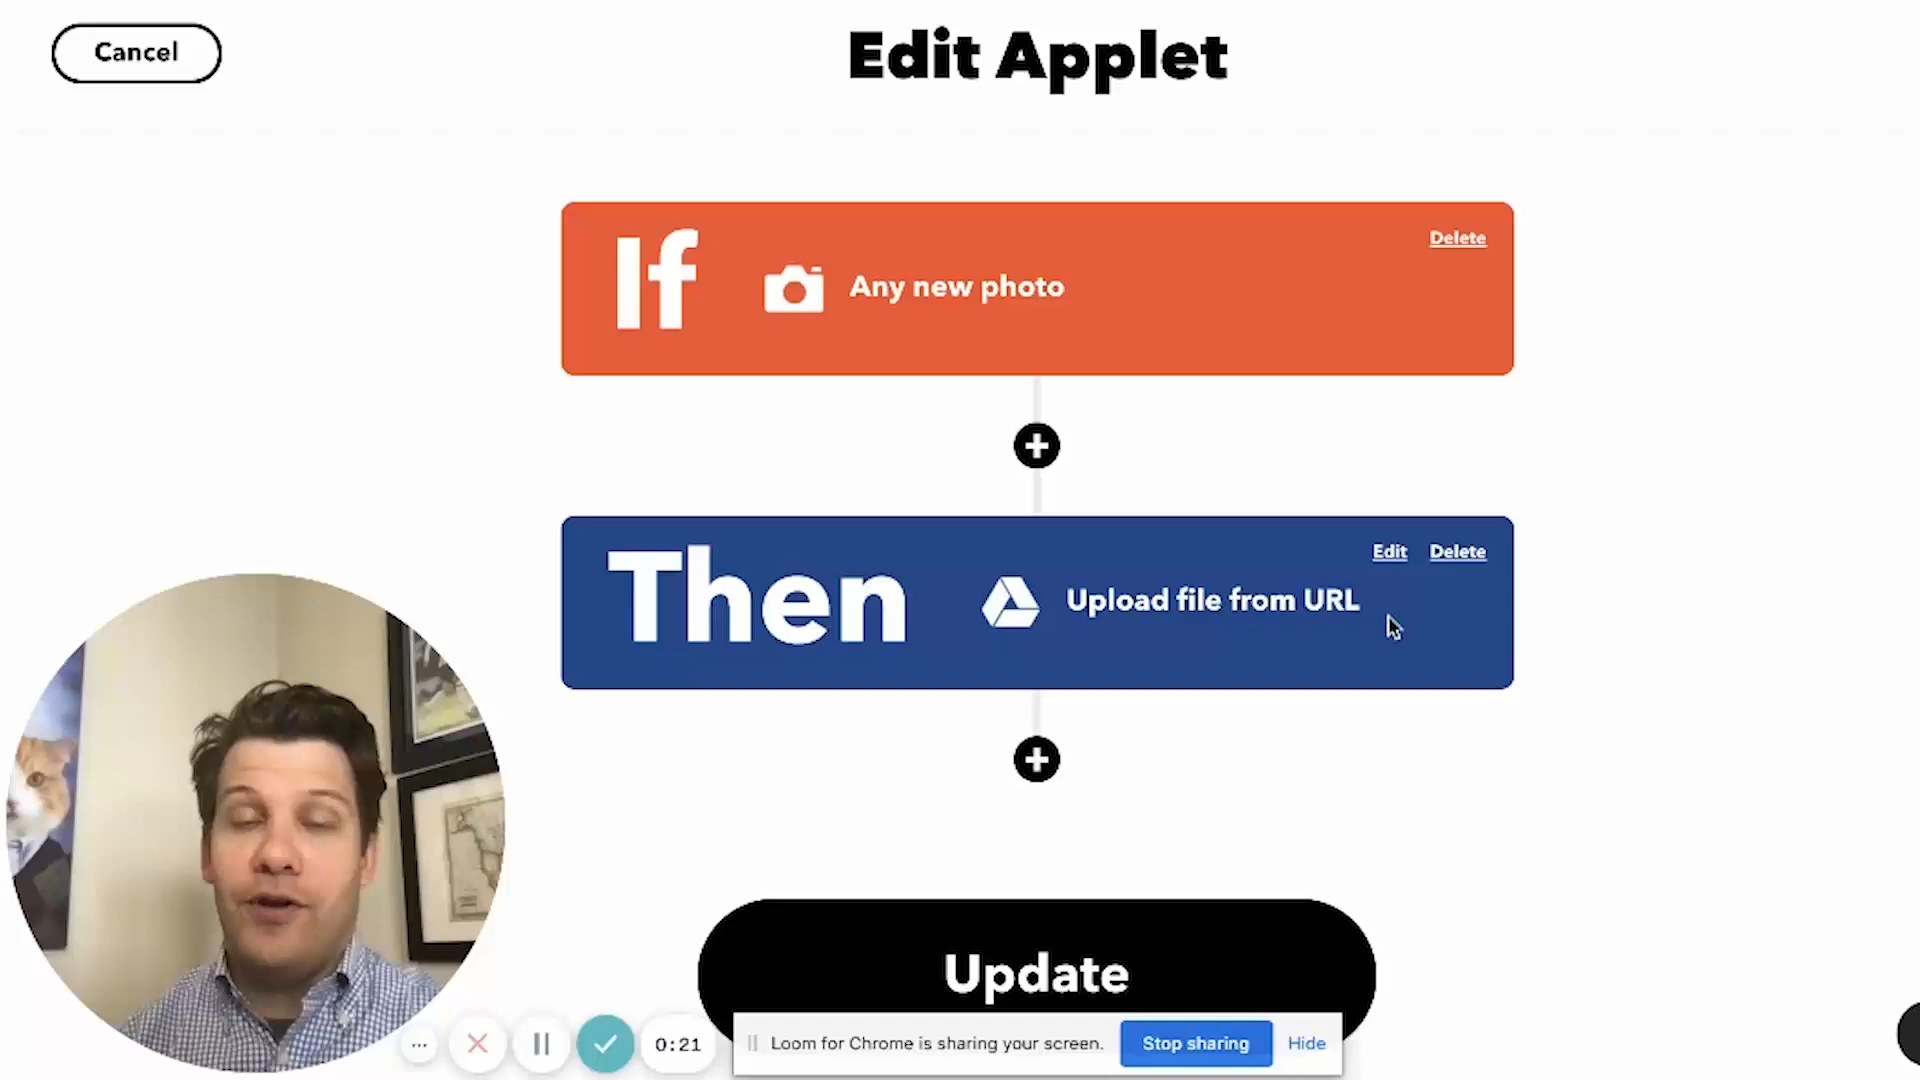 Cancel
Edit Applet
If
Any new photo
Delete
Then
Upload file from URL
Edit
Delete
Update
0:21
Loom for Chrome is sharing your screen.
Stop sharing
Hide